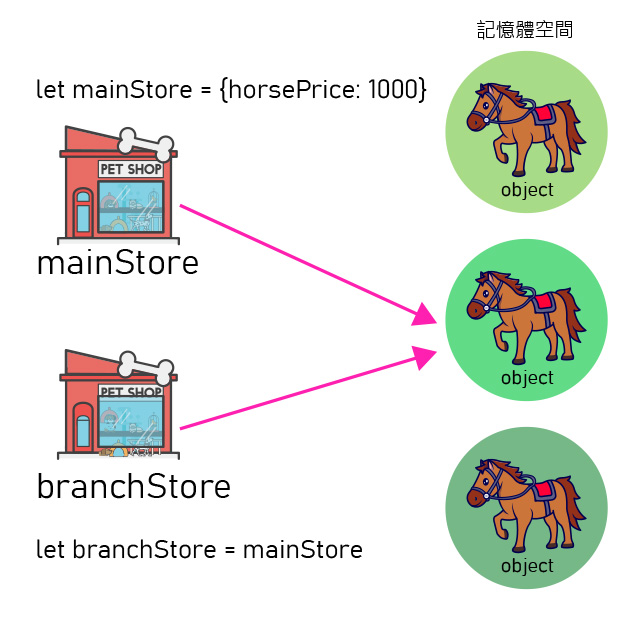 記憶體空間
let mainStore = {horsePrice: 1000}
object
PET SHOP
mainStore
object
PET SHOP
branchStore
let branchStore = mainStore
object